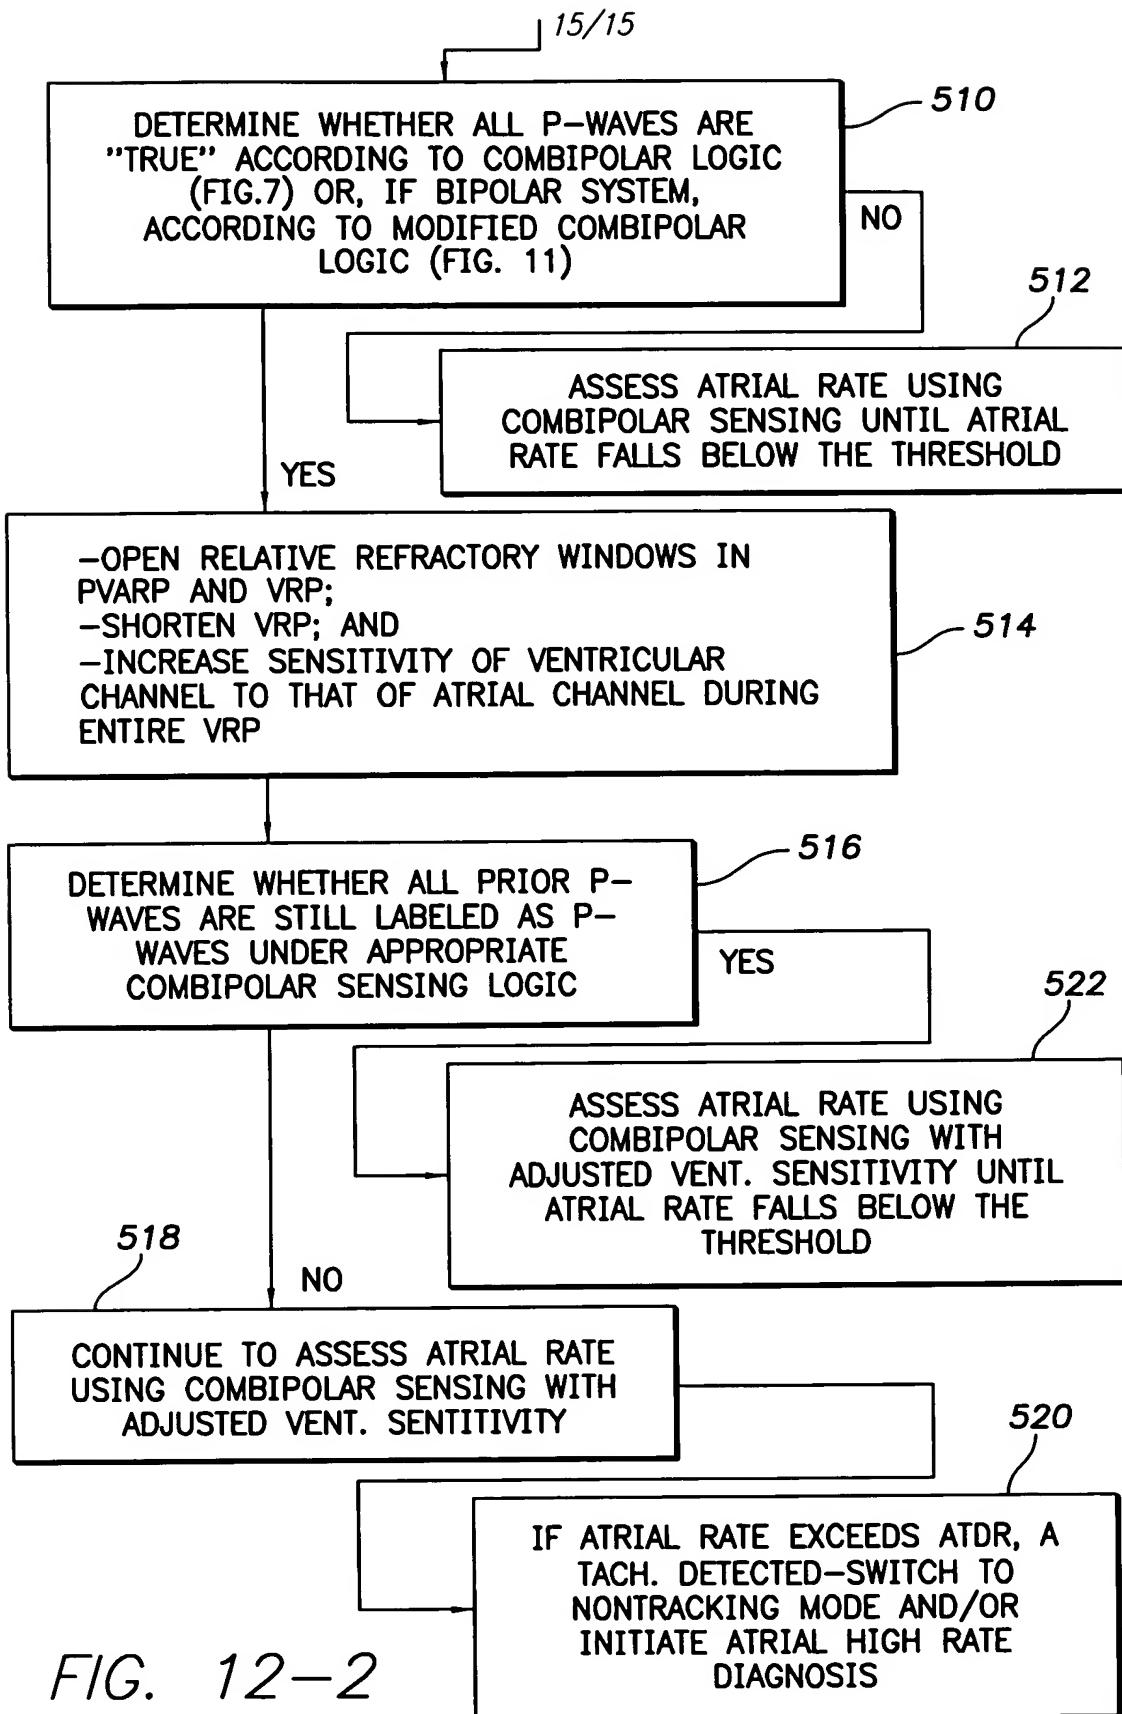 15/15
510
DETERMINE WHETHER ALL P-WAVES ARE
"TRUE" ACCORDING TO COMBIPOLAR LOGIC
(FIG.7) OR, IF BIPOLAR SYSTEM,
ACCORDING TO MODIFIED COMBIPOLAR
LOGIC (FIG. 11)
NO
512
ASSESS ATRIAL RATE USING
COMBIPOLAR SENSING UNTIL ATRIAL
RATE FALLS BELOW THE THRESHOLD
YES
-OPEN RELATIVE REFRACTORY WINDOWS IN
PVARP AND VRP;
-SHORTEN VRP; AND
-INCREASE SENSITIVITY OF VENTRICULAR
CHANNEL TO THAT OF ATRIAL CHANNEL DURING
ENTIRE VRP
514
516
DETERMINE WHETHER ALL PRIOR P-
WAVES ARE STILL LABELED AS P-
WAVES UNDER APPROPRIATE
COMBIPOLAR SENSING LOGIC
YES
522
ASSESS ATRIAL RATE USING
COMBIPOLAR SENSING WITH
ADJUSTED VENT. SENSITIVITY UNTIL
ATRIAL RATE FALLS BELOW THE
THRESHOLD
518
NO
CONTINUE TO ASSESS ATRIAL RATE
USING COMBIPOLAR SENSING WITH
ADJUSTED VENT. SENTITIVITY
520
IF ATRIAL RATE EXCEEDS ATDR, A
TACH. DETECTED-SWITCH TO
NONTRACKING MODE AND/OR
INITIATE ATRIAL HIGH RATE
DIAGNOSIS
FIG. 12-2